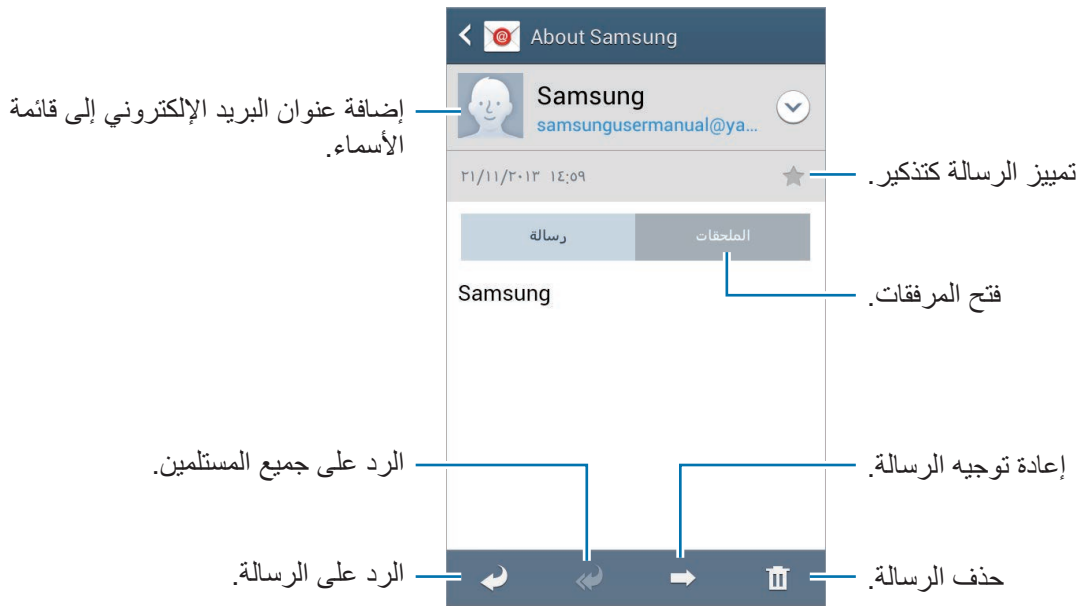 About Samsung
Samsung
samsungusermanual@ya...
إضافة عنوان البريد الإلكتروني إلى قائمة
الأسماء.
٢١/١١/٢٠١٣ ١٤:٥٩
تمييز الرسالة كتذكير.
رسالة
الملحقات
Samsung
فتح المرفقات.
الرد على جميع المستلمين.
إعادة توجيه الرسالة.
الرد على الرسالة.
حذف الرسالة.